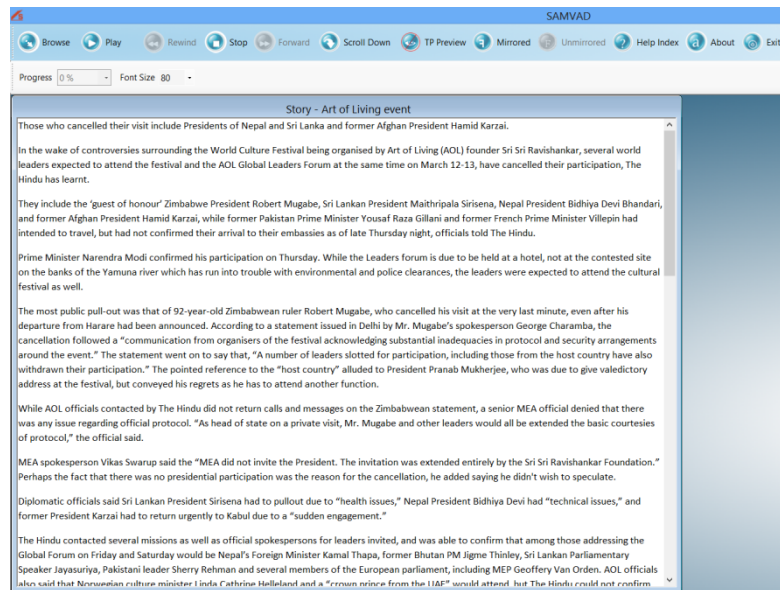 SAMVAD
Browse Play Rewind Stop Forward Scroll Down TP Preview Mirrored Unmirrored Help Index About Exit
Progress 0 % Font Size 80
Story - Art of Living event
Those who cancelled their visit include Presidents of Nepal and Sri Lanka and former Afghan President Hamid Karzai.
In the wake of controversies surrounding the World Culture Festival being organised by Art of Living (AOL) founder Sri Sri Ravishankar, several world
leaders expected to attend the festival and the AOL Global Leaders Forum at the same time on March 12-13, have cancelled their participation, The
Hindu has learnt.
They include the ‘guest of honour’ Zimbabwe President Robert Mugabe, Sri Lankan President Maithripala Sirisena, Nepal President Bidhiya Devi Bhandari,
and former Afghan President Hamid Karzai, while former Pakistan Prime Minister Yousaf Raza Gillani and former French Prime Minister Villepin had
intended to travel, but had not confirmed their arrival to their embassies as of late Thursday night, officials told The Hindu.
Prime Minister Narendra Modi confirmed his participation on Thursday. While the Leaders forum is due to be held at a hotel, not at the contested site
on the banks of the Yamuna river which has run into trouble with environmental and police clearances, the leaders were expected to attend the cultural
festival as well.
The most public pull-out was that of 92-year-old Zimbabwean ruler Robert Mugabe, who cancelled his visit at the very last minute, even after his
departure from Harare had been announced. According to a statement issued in Delhi by Mr. Mugabe’s spokesperson George Charamba, the
cancellation followed a “communication from organisers of the festival acknowledging substantial inadequacies in protocol and security arrangements
around the event.” The statement went on to say that, “A number of leaders slotted for participation, including those from the host country have also
withdrawn their participation.” The pointed reference to the “host country” alluded to President Pranab Mukherjee, who was due to give valedictory
address at the festival, but conveyed his regrets as he has to attend another function.
While AOL officials contacted by The Hindu did not return calls and messages on the Zimbabwean statement, a senior MEA official denied that there
was any issue regarding official protocol. “As head of state on a private visit, Mr. Mugabe and other leaders would all be extended the basic courtesies
of protocol,” the official said.
MEA spokesperson Vikas Swarup said the “MEA did not invite the President. The invitation was extended entirely by the Sri Sri Ravishankar Foundation.”
Perhaps the fact that there was no presidential participation was the reason for the cancellation, he added saying he didn't wish to speculate.
Diplomatic officials said Sri Lankan President Sirisena had to pullout due to “health issues,” Nepal President Bidhiya Devi had “technical issues,” and
former President Karzai had to return urgently to Kabul due to a “sudden engagement.”
The Hindu contacted several missions as well as official spokespersons for leaders invited, and was able to confirm that among those addressing the
Global Forum on Friday and Saturday would be Nepal’s Foreign Minister Kamal Thapa, former Bhutan PM Jigme Thinley, Sri Lankan Parliamentary
Speaker Jayasuriya, Pakistani leader Sherry Rehman and several members of the European parliament, including MEP Geoffery Van Orden. AOL officials
also said that Norwegian culture minister Linda Cathrine Helleland and a “crown prince from the UAE” would attend, but The Hindu could not confirm